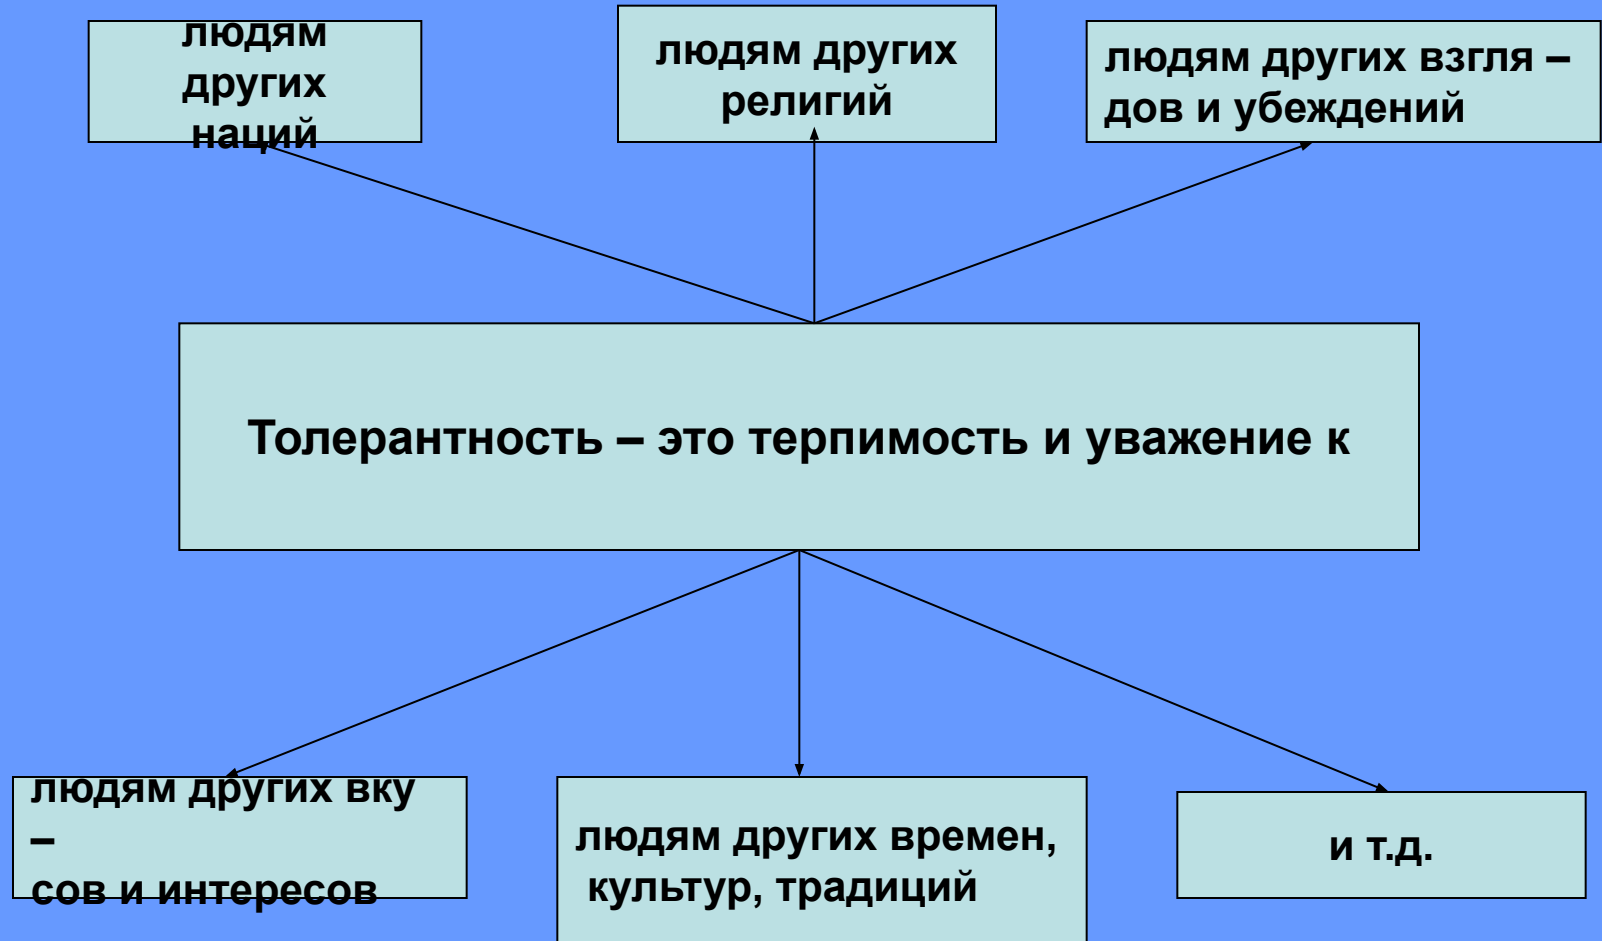 людям
других
наций
людям других
религий
людям других взгля –
дов и убеждений
Толерантность – это терпимость и уважение к
людям других вку
–
сов и интересов
людям других времен,
культур, традиций
и т.д.